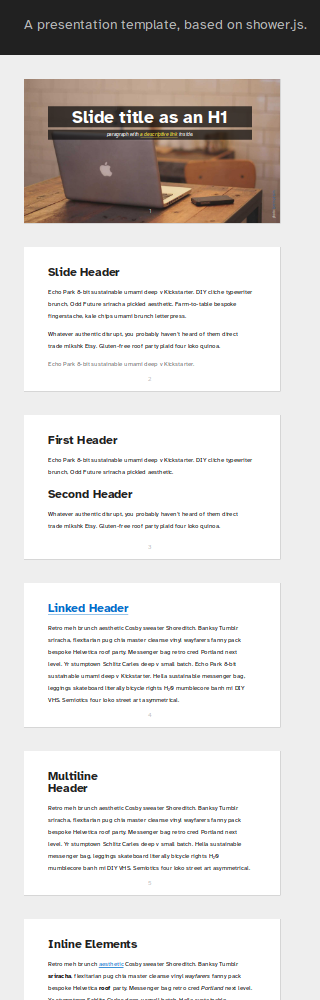 A presentation template, based on shower.js.
Slide title as an H1
paragraph with a descriptive link inside
1
Slide Header
Echo Park 8-bit sustainable umami deep v Kickstarter. DIY cliche typewriter
brunch. Odd Future sriracha pickled aesthetic. Farm-to-table bespoke
fingerstache, kale chips umami brunch letterpress.
Whatever authentic disrupt, you probably haven't heard of them direct
trade mlkshk Etsy. Gluten-free roof party plaid four loko quinoa.
Echo Park 8-bit sustainable umami deep v Kickstarter.
2
First Header
Echo Park 8-bit sustainable umami deep v Kickstarter. DIY cliche typewriter
brunch. Odd Future sriracha pickled aesthetic.
Second Header
Whatever authentic disrupt, you probably haven't heard of them direct
trade mlkshk Etsy. Gluten-free roof party plaid four loko quinoa.
3
Linked Header
Retro meh brunch aesthetic Cosby sweater Shoreditch. Banksy Tumblr
sriracha, flexitarian pug chia master cleanse vinyl wayfarers fanny pack
bespoke Helvetica roof party. Messenger bag retro cred Portland next
level. Yr stumptown Schlitz Carles deep v small batch. Echo Park 8-bit
sustainable umami deep v Kickstarter. Hella sustainable messenger bag,
leggings skateboard literally bicycle rights H₂0 mumblecore banh mi DIY
VHS. Semiotics four loko street art asymmetrical.
4
Multiline
Header
Retro meh brunch aesthetic Cosby sweater Shoreditch. Banksy Tumblr
sriracha, flexitarian pug chia master cleanse vinyl wayfarers fanny pack
bespoke Helvetica roof party. Messenger bag retro cred Portland next
level. Yr stumptown Schlitz Carles deep v small batch. Hella sustainable
messenger bag, leggings skateboard literally bicycle rights H₂0
mumblecore banh mi DIY VHS. Semiotics four loko street art asymmetrical.
5
Inline Elements
Retro meh brunch aesthetic Cosby sweater Shoreditch. Banksy Tumblr
sriracha, flexitarian pug chia master cleanse vinyl wayfarers fanny pack
bespoke Helvetica roof party. Messenger bag retro cred Portland next level.